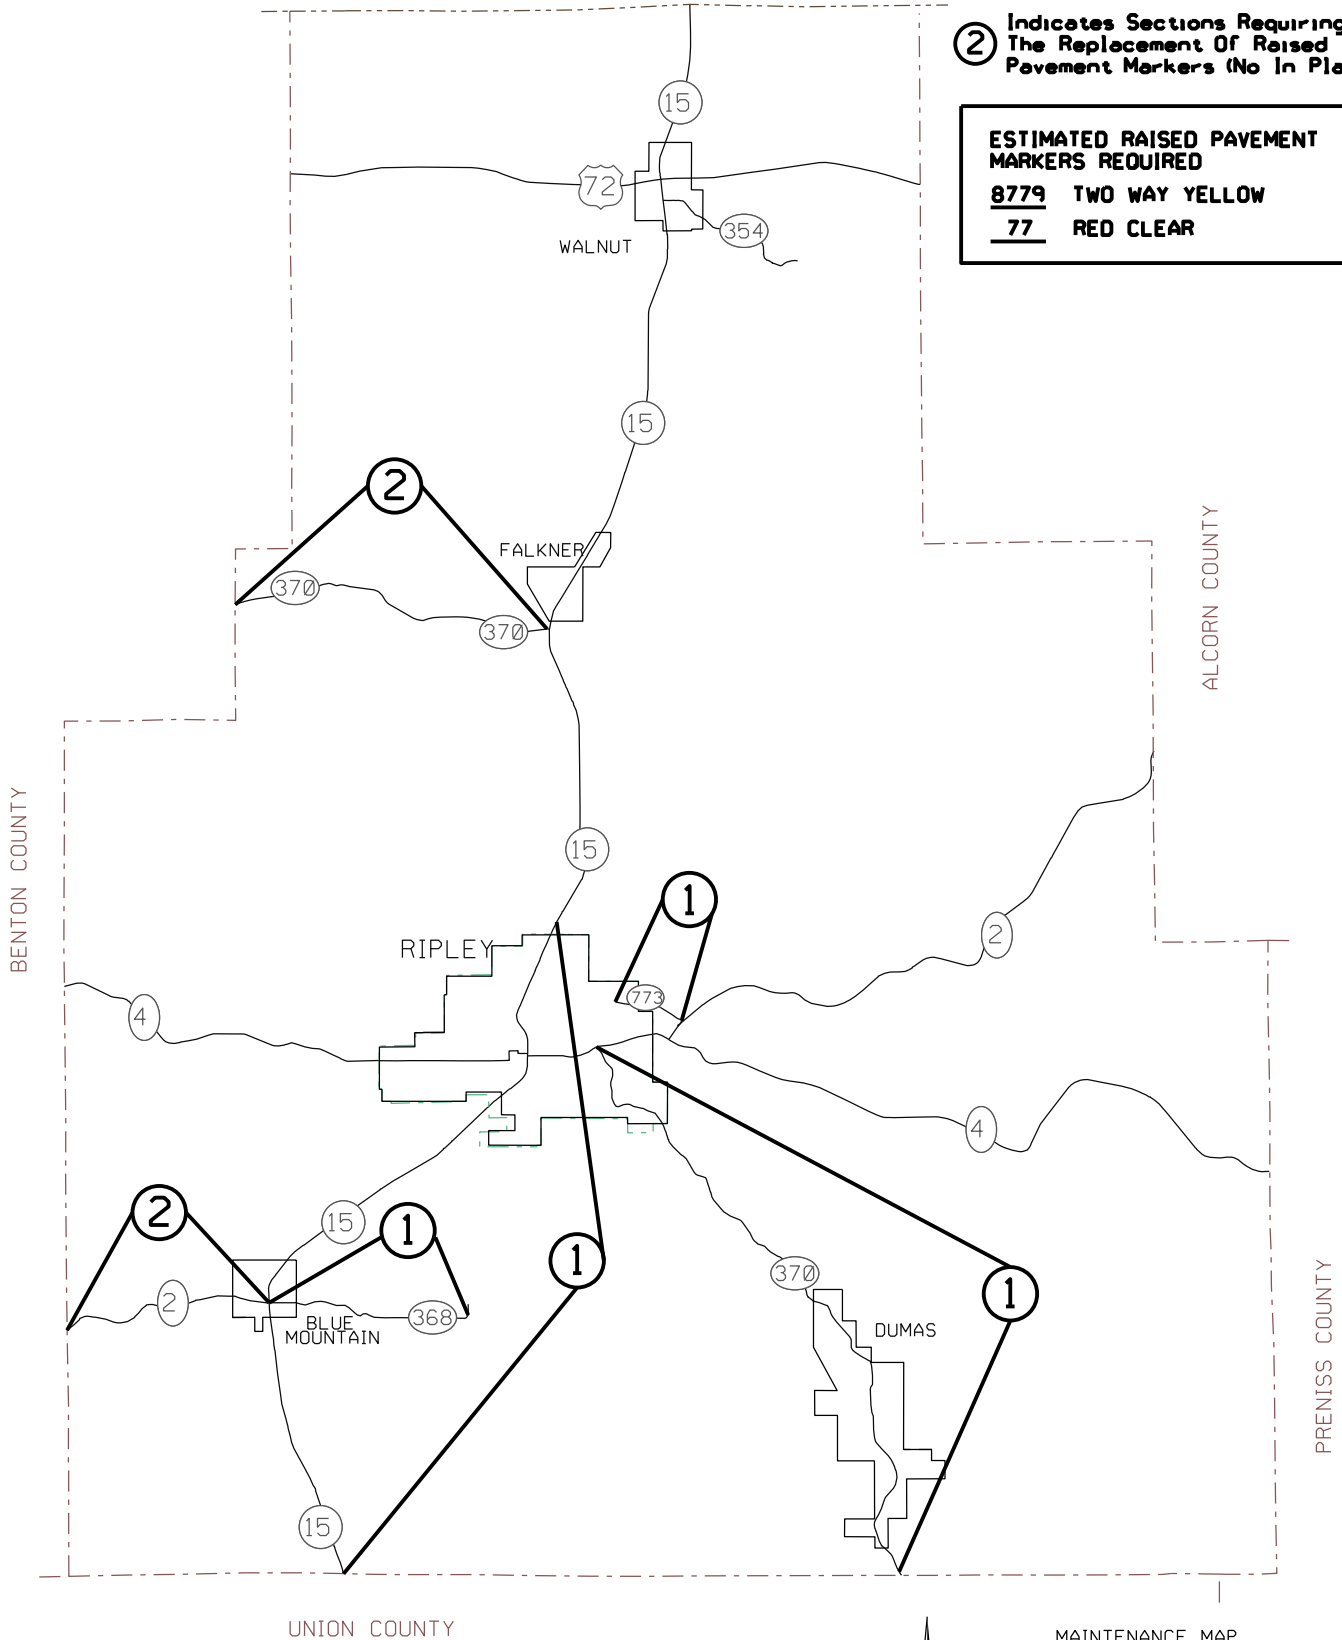 2
Indicates Sections Requiring
The Replacement Of Raised
Pavement Markers (No In
ESTIMATED RAISED PAVEMENT
MARKERS REQUIRED
8779 TWO WAY YELLOW
77 RED CLEAR
15
72
354
WALNUT
15
2
FALKNER
370
370
ALCORN COUNTY
BENTON COUNTY
15
1
2
RIPLEY
773
4
4
2
1
15
1
370
1
2
368
BLUE
MOUNTAIN
DUMAS
PRENISS COUNTY
15
UNION COUNTY
MAINTENANCE MAP